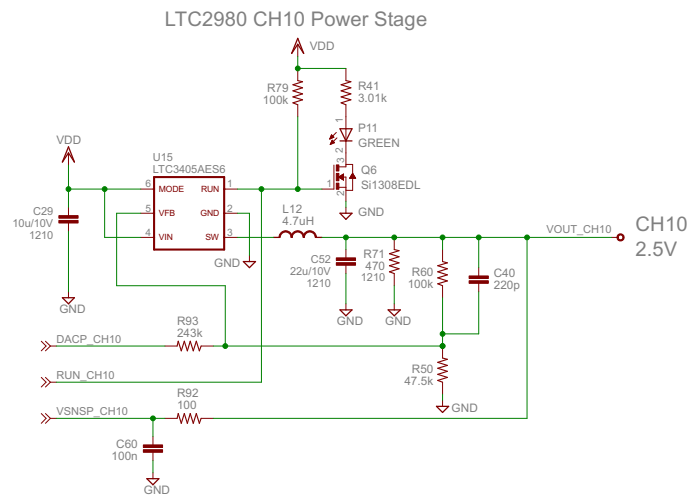 LTC2980 CH10 Power Stage
VDD
R79
100k
R41
3.01k
1
P11
GREEN
2
VDD
U15
LTC3405AES6
3
Q6
1
Si1308EDL
2
6
MODE
RUN
1
5
VFB
GND
2
4
VIN
SW
3
GND
C29
10u/10V
1210
L12
4.7uH
GND
VOUT_CH10
CH10
2.5V
C52
22u/10V
1210
R71
470
1210
R60
100k
C40
220p
GND
GND
GND
DACP_CH10
R93
243k
R50
47.5k
RUN_CH10
GND
VSNSP_CH10
R92
100
C60
100n
GND